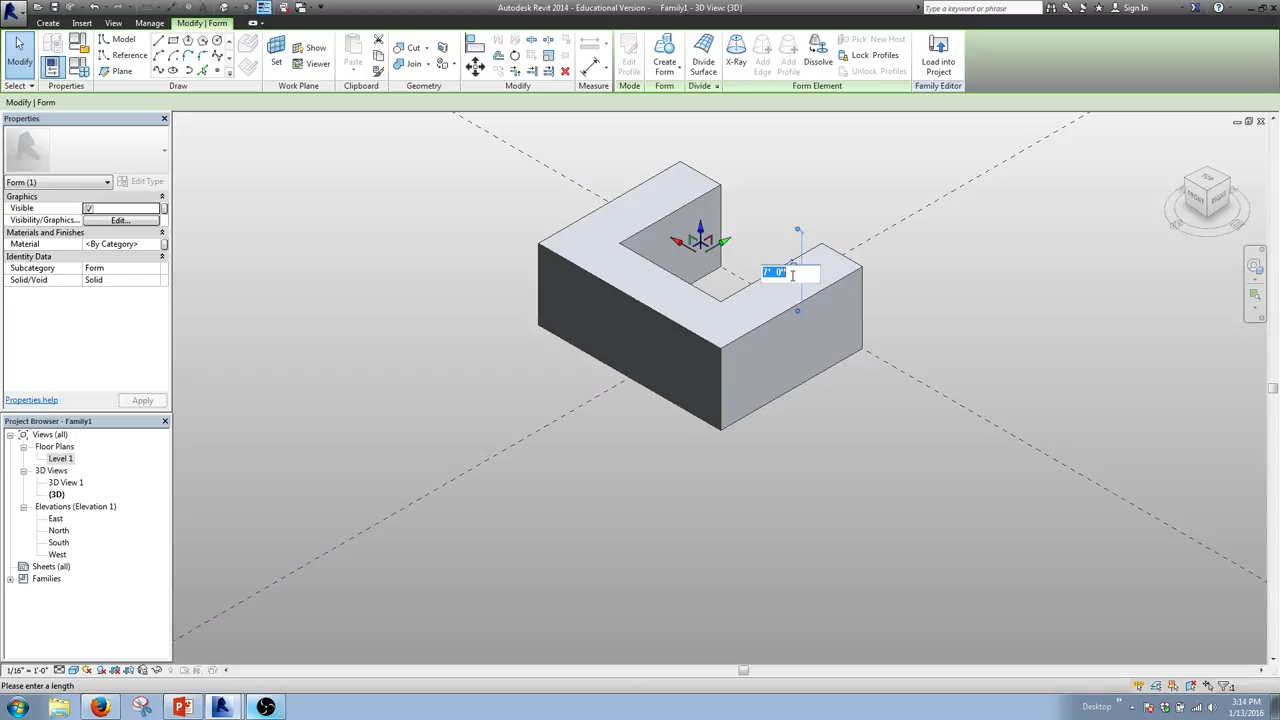 Autodesk Revit 2014 - Educational Version - Family1 - 3D View: {3D}
Type a keyword or phrase
Sign In
Create Insert View Manage Modify | Form
Modify
Model
Reference
Plane
Set
Show
Viewer
Paste
Cut
Join
Edit Profile
Create Form
Divide Surface
X-Ray
Add Edge
Add Profile
Dissolve
Pick New Host
Lock Profiles
Unlock Profiles
Load into Project
Select Properties Draw Work Plane Clipboard Geometry Modify Measure Mode Form Divide Form Element Family Editor
Modify | Form
Properties
Form (1)
Edit Type
Graphics
Visible
Visibility/Graphics... Edit...
Materials and Finishes
Material <By Category>
Identity Data
Subcategory Form
Solid/Void Solid
Properties help
Apply
Project Browser - Family1
Views (all)
Floor Plans
Level 1
3D Views
3D View 1
{3D}
Elevations (Elevation 1)
East
North
South
West
Sheets (all)
Families
7' 0"
TOP
FRONT
RIGHT
1/16" = 1'-0"
Please enter a length
:1
Desktop
3:14 PM
1/13/2016